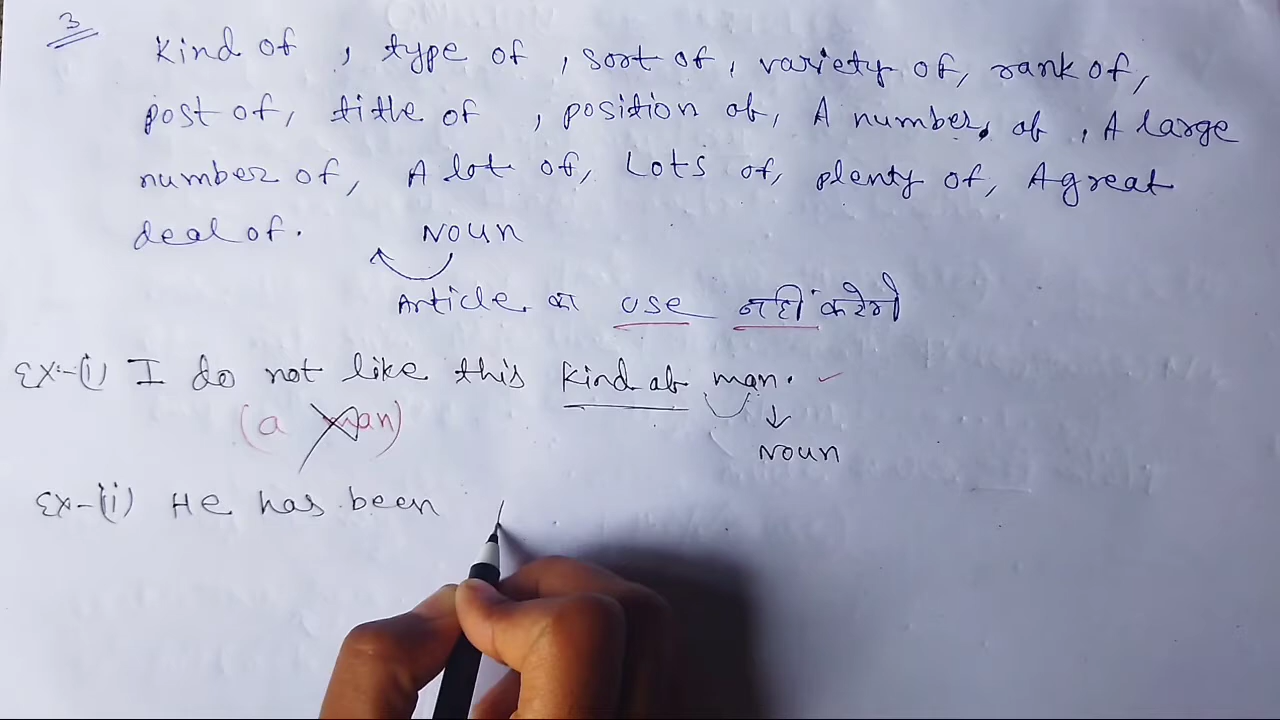 3
Kind of, type of, sort of, variety of, rank of,
post of, title of, position of, A number, of, A large
number of, A lot of, Lots of, plenty of, A great
deal of. Noun
Article का use नहीं करेगें
Ex-(i) I do not like this kind of man. ✓
(a man)
Noun
Ex-(i) He has been